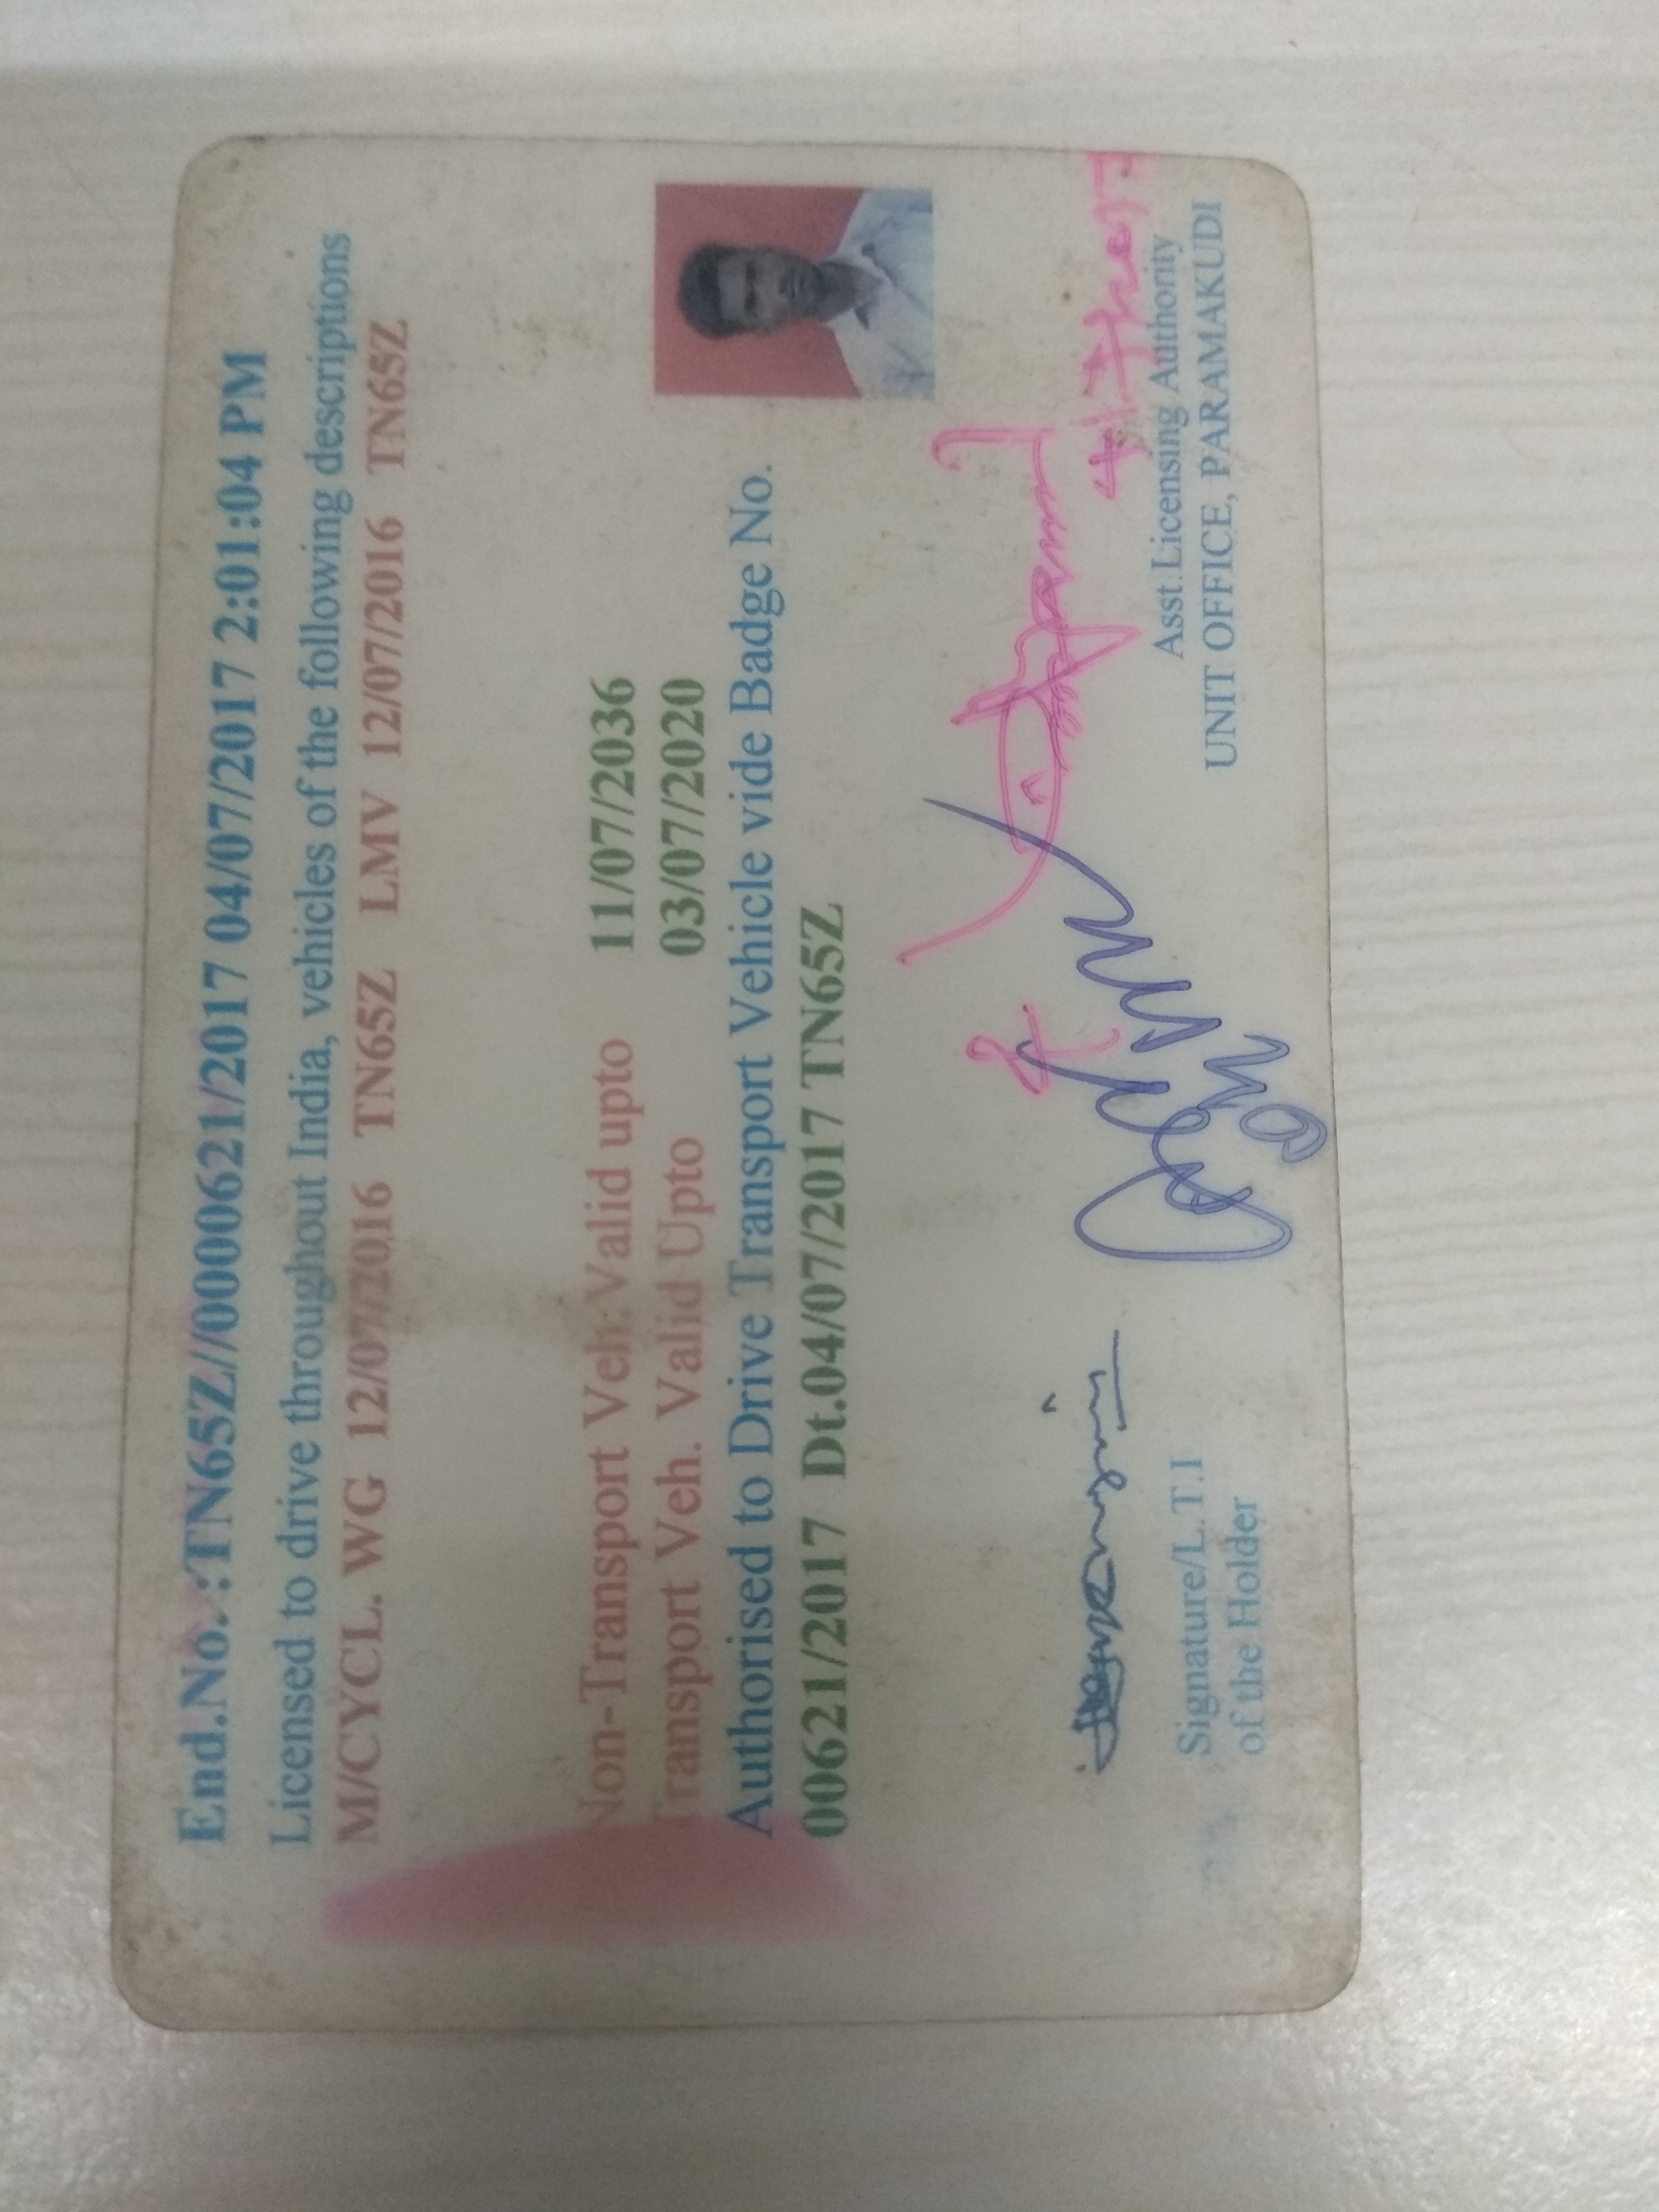 End.No.:TN65Z//000621/2017 04/07/2017 2:01:04 PM
Licensed to drive throughout India, vehicles of the following descriptions
M/CYCL. WG 12/07/2016 TN65Z LMV 12/07/2016 TN65Z
Non-Transport Veh.Valid upto 11/07/2036
Transport Veh. Valid Upto 03/07/2020
Authorised to Drive Transport Vehicle vide Badge No.
00621/2017 Dt.04/07/2017 TN65Z
Signature/L.T.I
of the Holder
Asst.Licensing Authority
UNIT OFFICE, PARAMAKUDI